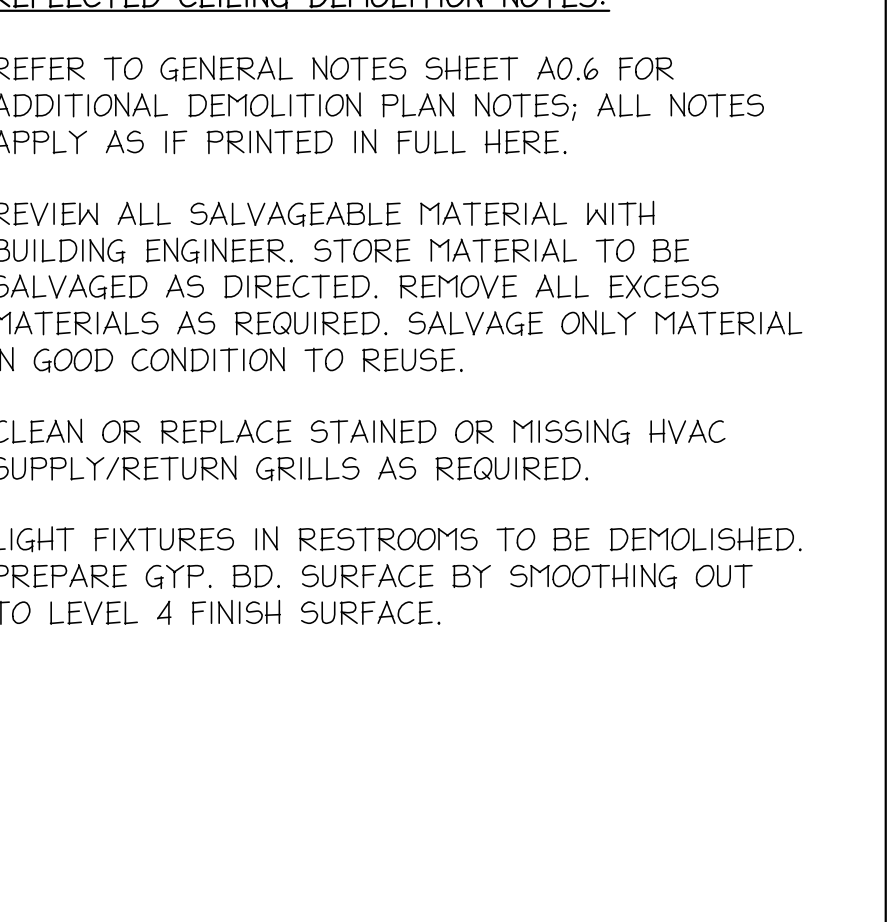 REFLECTED CEILING DEMOLITION NOTES:
REFER TO GENERAL NOTES SHEET A0.6 FOR
ADDITIONAL DEMOLITION PLAN NOTES; ALL NOTES
APPLY AS IF PRINTED IN FULL HERE.
REVIEW ALL SALVAGEABLE MATERIAL WITH
BUILDING ENGINEER. STORE MATERIAL TO BE
SALVAGED AS DIRECTED. REMOVE ALL EXCESS
MATERIALS AS REQUIRED. SALVAGE ONLY MATERIAL
IN GOOD CONDITION TO REUSE.
CLEAN OR REPLACE STAINED OR MISSING HVAC
SUPPLY/RETURN GRILLS AS REQUIRED.
LIGHT FIXTURES IN RESTROOMS TO BE DEMOLISHED.
PREPARE GYP. BD. SURFACE BY SMOOTHING OUT
TO LEVEL 4 FINISH SURFACE.